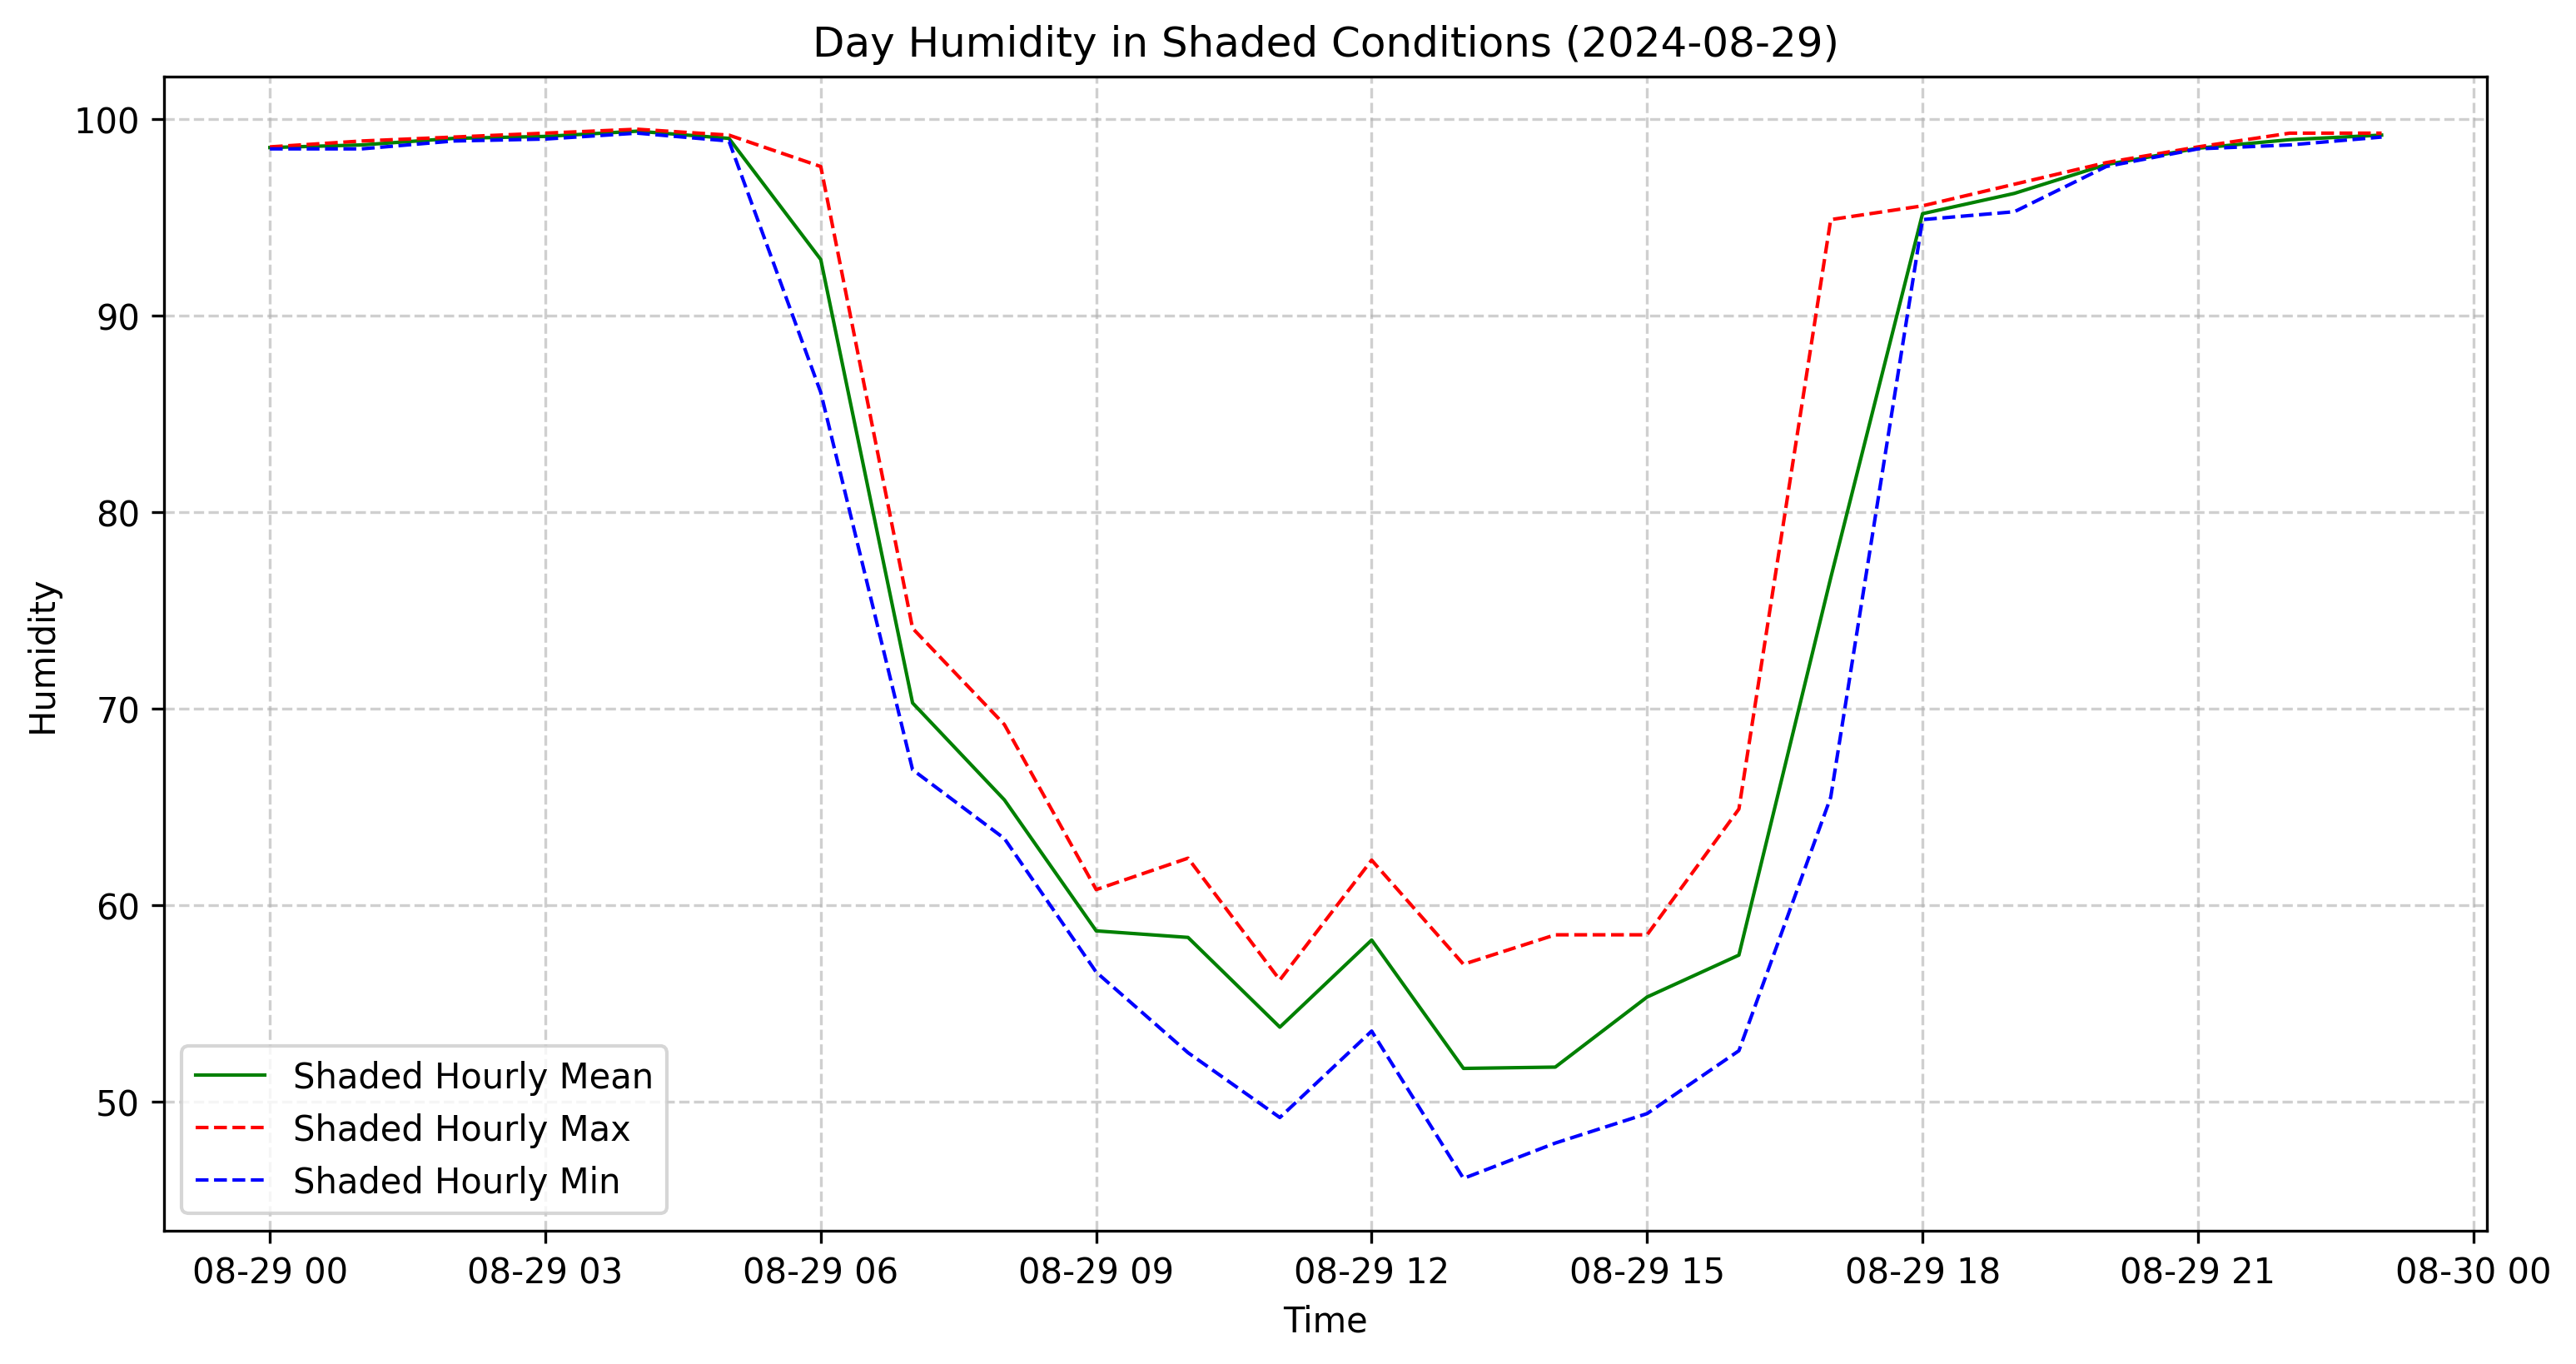 Day Humidity in Shaded Conditions (2024-08-29)
100
90
80
70
60
50
Humidity
Shaded Hourly Mean
Shaded Hourly Max
Shaded Hourly Min
08-29 00
08-29 03
08-29 06
08-29 09
08-29 12
08-29 15
08-29 18
08-29 21
08-30 00
Time